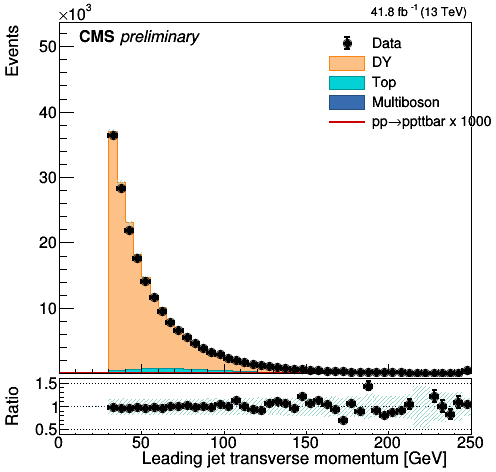 ×10³
41.8 fb⁻¹ (13 TeV)
CMS preliminary
Events
50
40
30
20
10
Data
DY
Top
Multiboson
pp→ppttbar x 1000
Ratio
1.5
1
0.5
0 50 100 150 200 250
Leading jet transverse momentum [GeV]